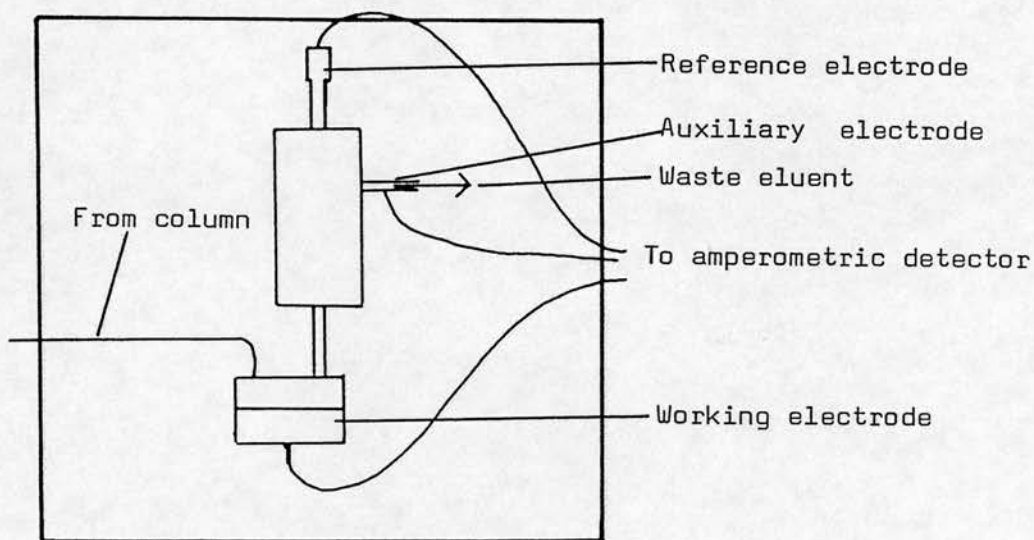 Reference electrode
Auxiliary electrode
Waste eluent
From column
To amperometric detector
Working electrode